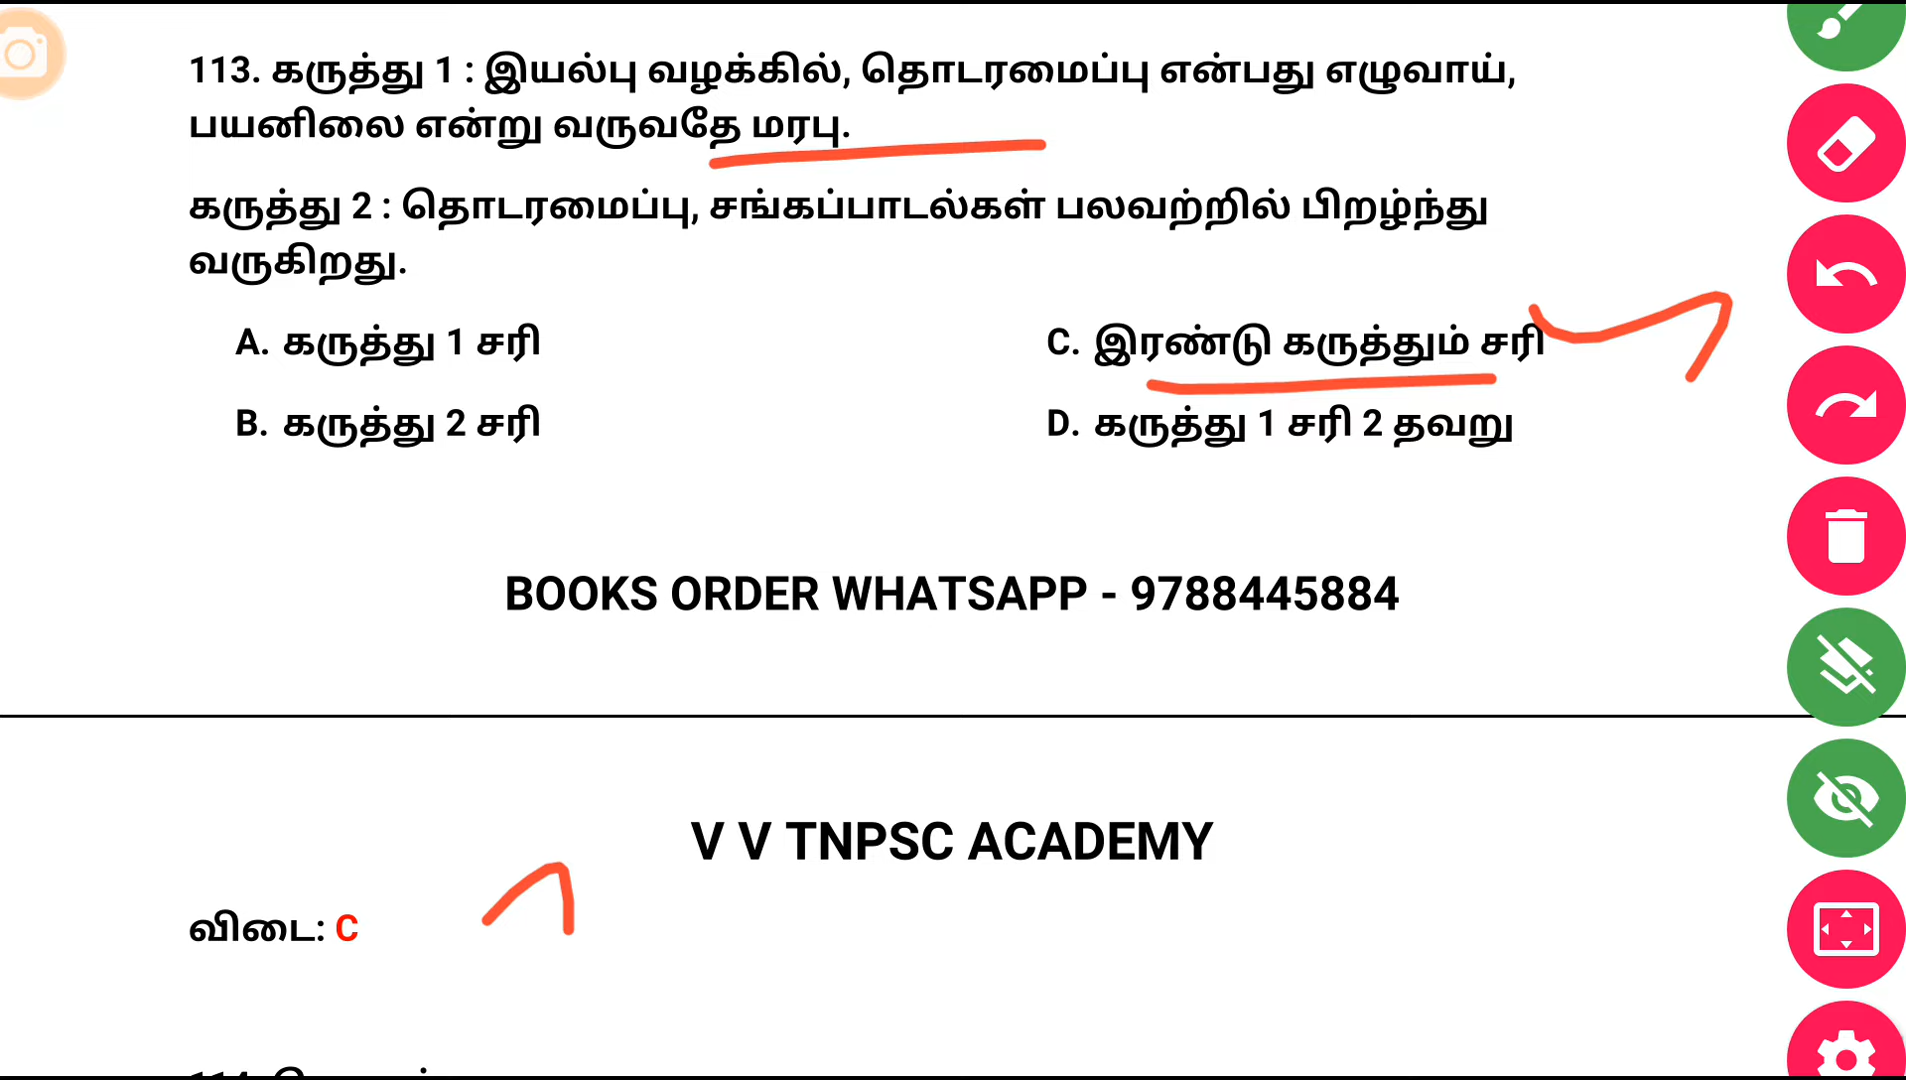 113. கருத்து 1 : இயல்பு வழக்கில், தொடரமைப்பு என்பது எழுவாய்,
பயனிலை என்று வருவதே மரபு.
கருத்து 2 : தொடரமைப்பு, சங்கப்பாடல்கள் பலவற்றில் பிறழ்ந்து
வருகிறது.
A. கருத்து 1 சரி
C. இரண்டு கருத்தும் சரி
B. கருத்து 2 சரி
D. கருத்து 1 சரி 2 தவறு
BOOKS ORDER WHATSAPP - 9788445884
V V TNPSC ACADEMY
விடை: C